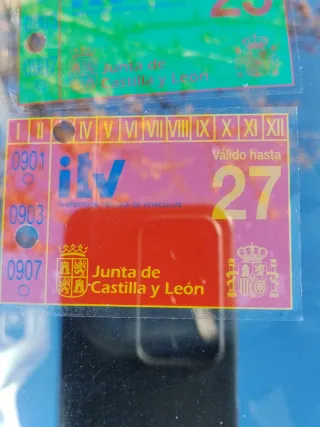 25
Junta de
Castilla y León
I II IV V VI VII VIII IX X XI XII
0901
itv
Válido hasta
27
0903
0907
Junta de
Castilla y León